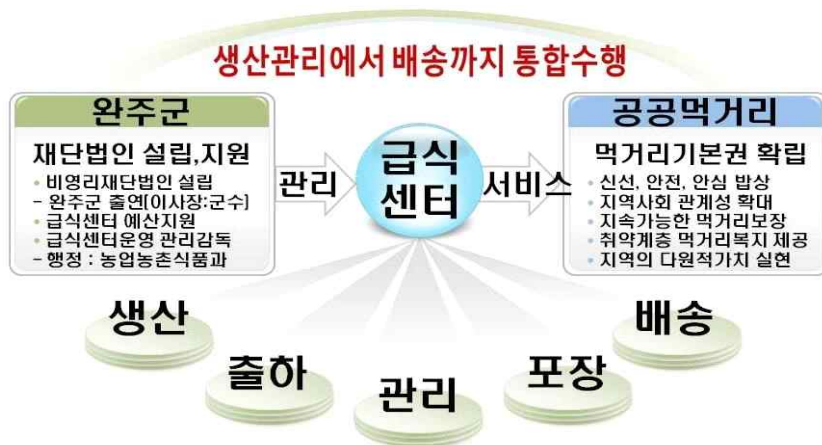 생산관리에서 배송까지 통합수행
완주군
재단법인 설립,지원
• 비영리재단법인 설립
- 완주군 출연[이사장:군수]
• 급식센터 예산지원
• 급식센터운영 관리감독
- 행정 : 농업농촌식품과
관리
급식
센터
서비스
공공먹거리
먹거리기본권 확립
• 신선, 안전, 안심 밥상
• 지역사회 관계성 확대
• 지속가능한 먹거리보장
• 취약계층 먹거리복지 제공
• 지역의 다원적가치 실현
생산
출하
관리
포장
배송